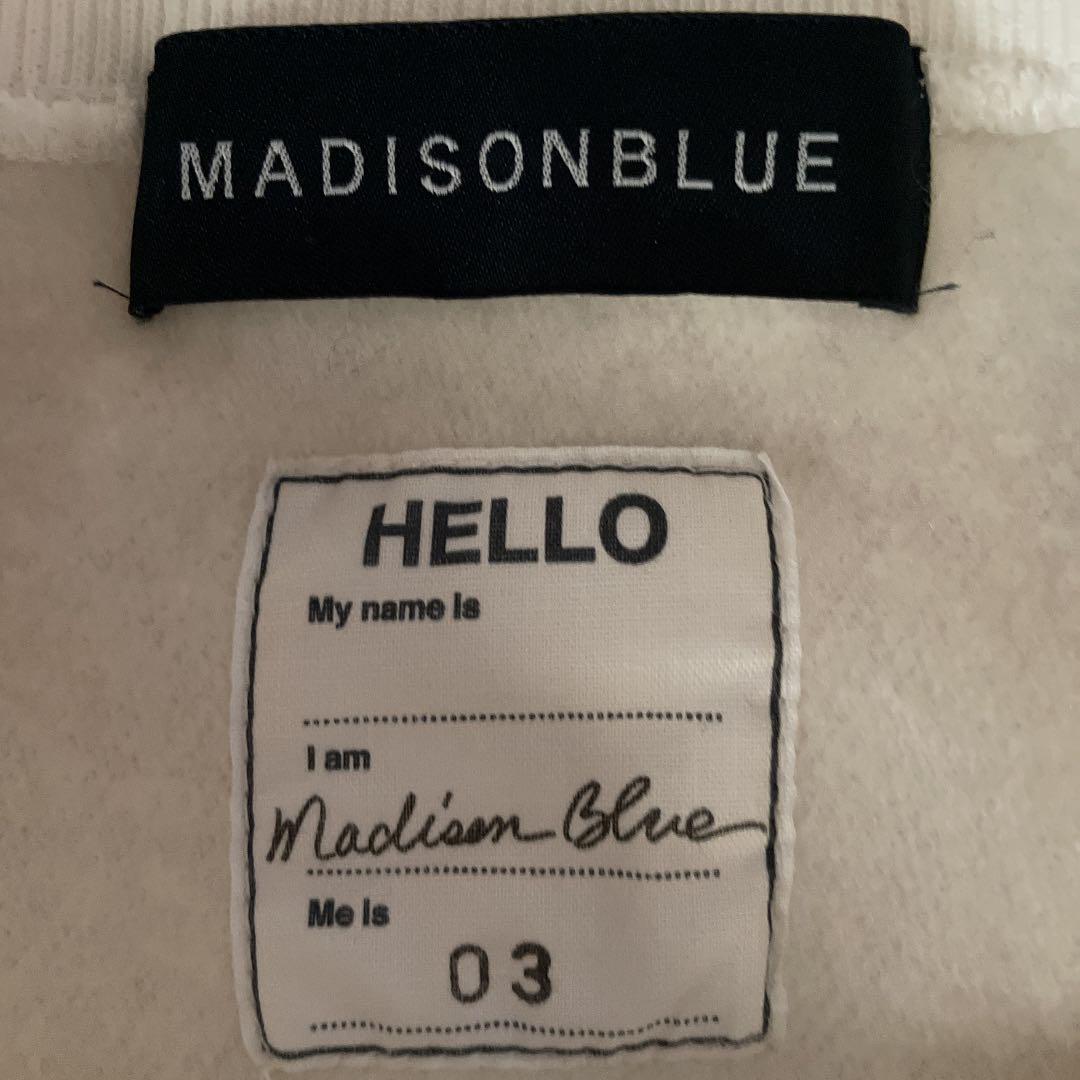 MADISONBLUE
HELLO
My name is
I am
Madison Blue
Me is
03